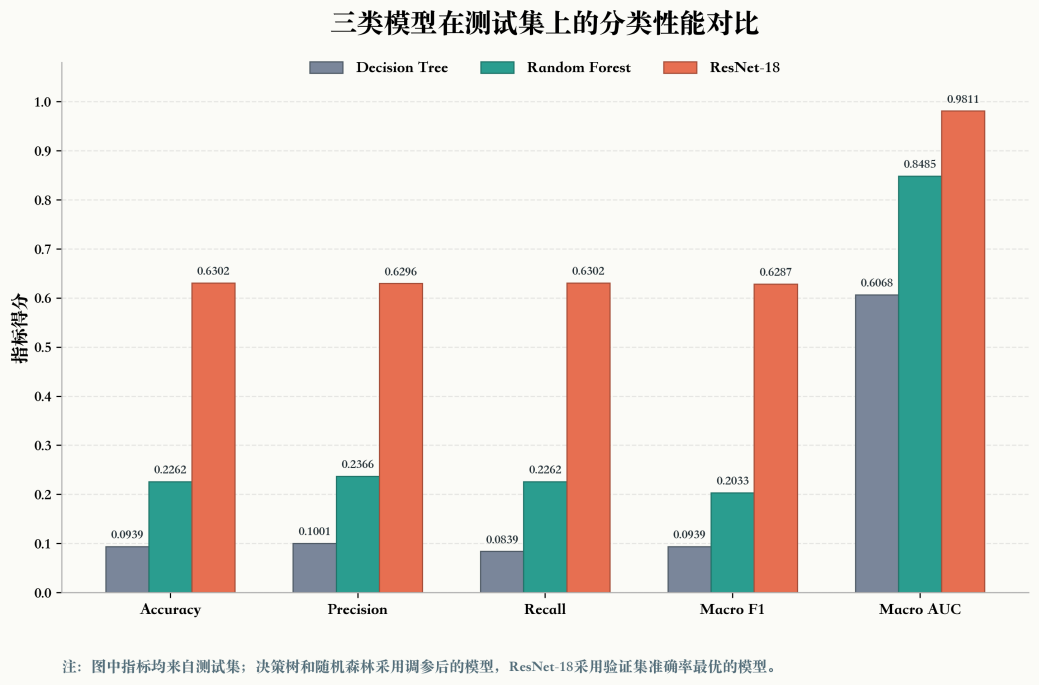 三类模型在测试集上的分类性能对比
Decision Tree Random Forest ResNet-18
指标得分
1.0
0.9
0.8
0.7
0.6
0.5
0.4
0.3
0.2
0.1
0.0
0.0939 0.2262 0.6302
0.1001 0.2366 0.6296
0.0839 0.2262 0.6302
0.0939 0.2033 0.6287
0.6068 0.8485 0.9811
Accuracy Precision Recall Macro F1 Macro AUC
注：图中指标均来自测试集；决策树和随机森林采用调参后的模型，ResNet-18采用验证集准确率最优的模型。